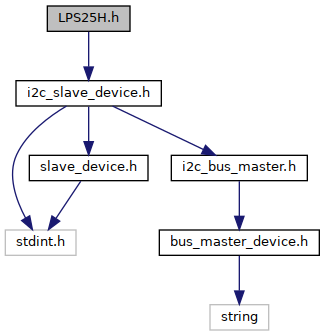 LPS25H.h
i2c_slave_device.h
slave_device.h
i2c_bus_master.h
stdint.h
bus_master_device.h
string